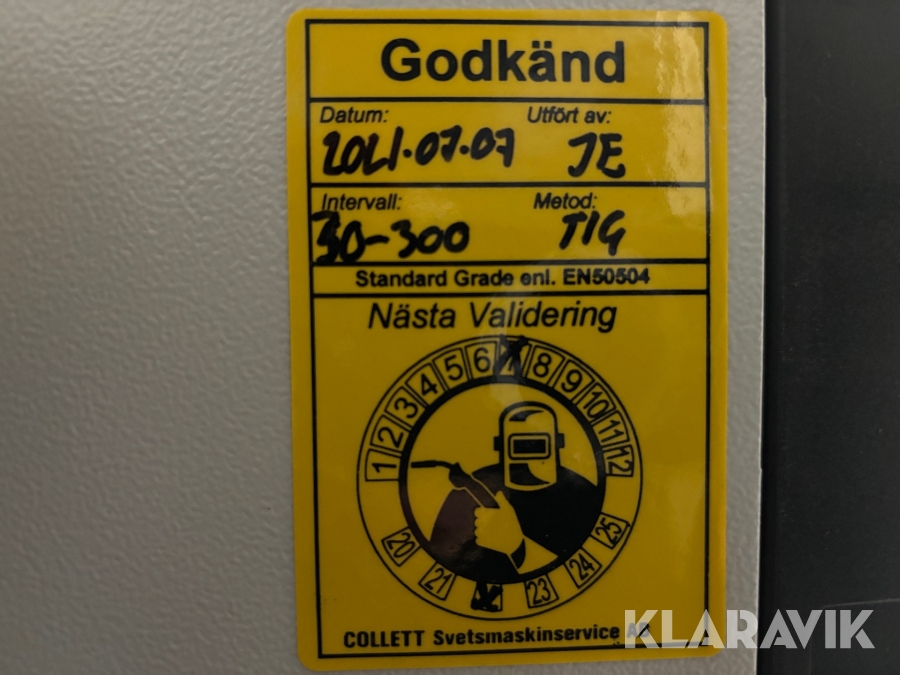 Godkänd
Datum: Utfört av:
2021.07.07 JE
Intervall: Metod:
30-300 TIG
Standard Grade enl. EN50504
Nästa Validering
1 2 3 4 5 6 7 8 9 10 11 12
20 21 23 24 25
COLLETT Svetsmaskinservice AB
KLARAVIK